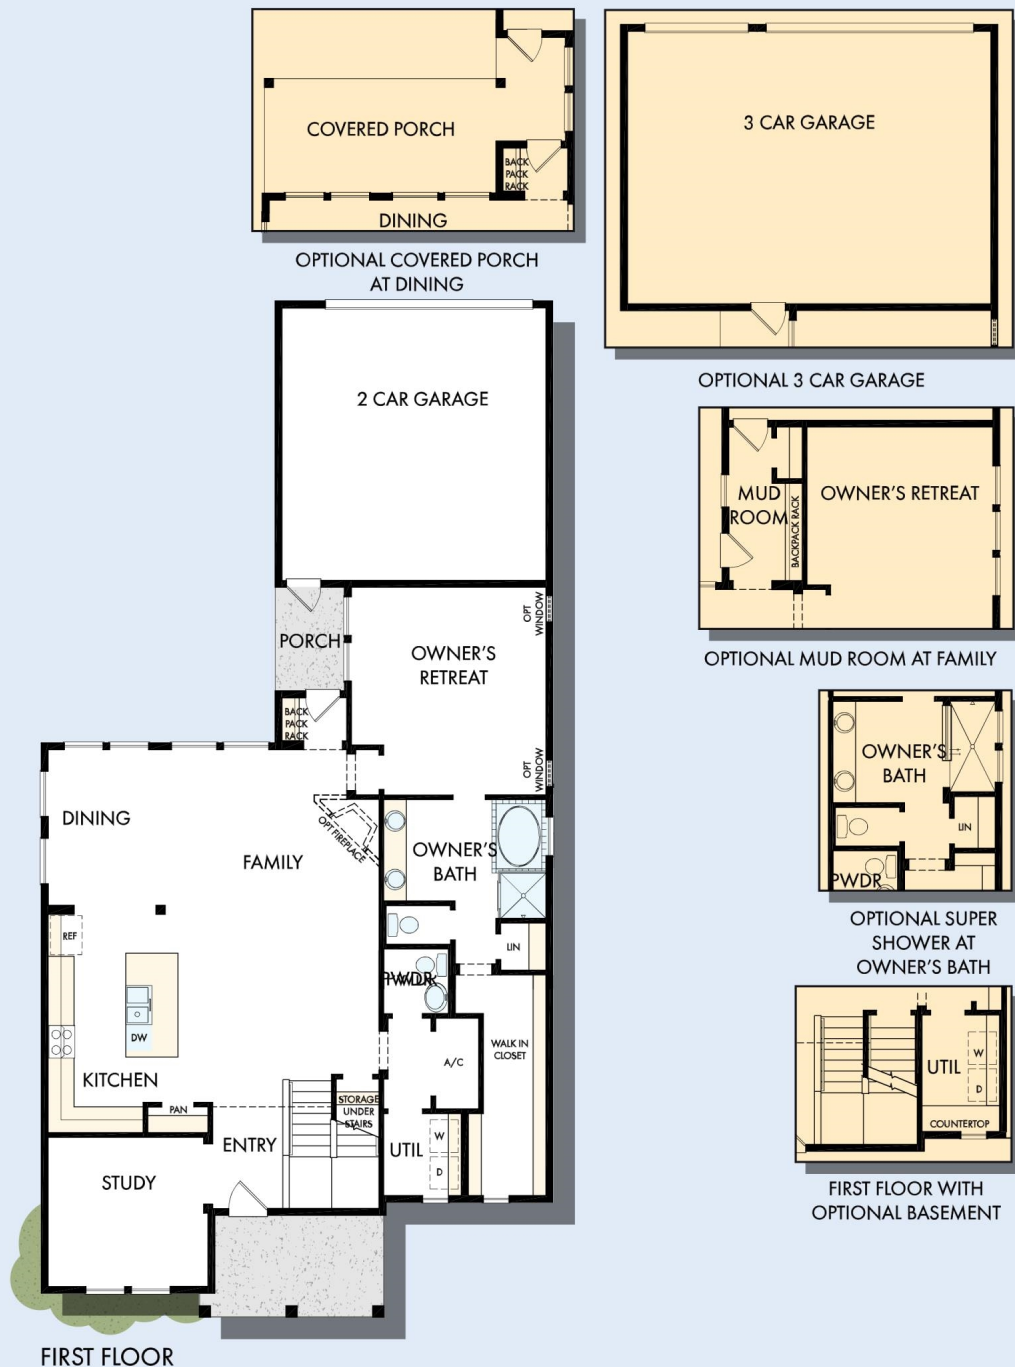 COVERED PORCH
BACK
PACK
RACK
DINING
OPTIONAL COVERED PORCH
AT DINING
3 CAR GARAGE
OPTIONAL 3 CAR GARAGE
2 CAR GARAGE
MUD
ROOM
BACKPACK RACK
OWNER'S RETREAT
OPTIONAL MUD ROOM AT FAMILY
PORCH
OWNER'S
RETREAT
OPT
WINDOW
BACK
PACK
RACK
OPT
WINDOW
OWNER'S
BATH
LIN
PWDR
OPTIONAL SUPER
SHOWER AT
OWNER'S BATH
DINING
FAMILY
OPT FIREPLACE
OWNER'S
BATH
REF
LIN
PWDR
DW
KITCHEN
A/C
WALK IN
CLOSET
PAN
STORAGE
UNDER
STAIRS
ENTRY
UTIL
W
D
STUDY
UTIL
W
D
COUNTERTOP
FIRST FLOOR WITH
OPTIONAL BASEMENT
FIRST FLOOR